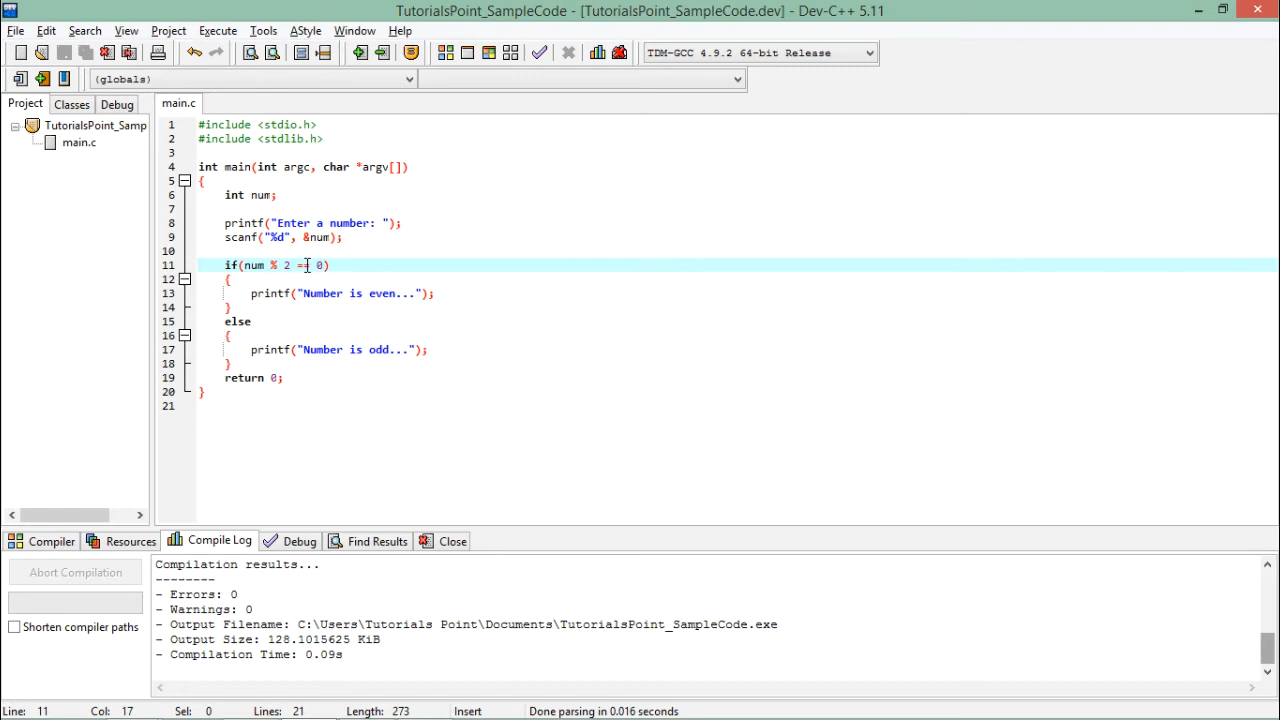 TutorialsPoint_SampleCode - [TutorialsPoint_SampleCode.dev] - Dev-C++ 5.11
File Edit Search View Project Execute Tools AStyle Window Help
TDM-GCC 4.9.2 64-bit Release
(globals)
Project Classes Debug main.c
TutorialsPoint_Samp
main.c
1 #include <stdio.h>
2 #include <stdlib.h>
3
4 int main(int argc, char *argv[])
5 {
6 int num;
7
8 printf("Enter a number: ");
9 scanf("%d", &num);
10
11 if(num % 2 == 0)
12 {
13 printf("Number is even...");
14 }
15 else
16 {
17 printf("Number is odd...");
18 }
19 return 0;
20 }
21
Compiler Resources Compile Log Debug Find Results Close
Abort Compilation
Shorten compiler paths
Compilation results...
--------
- Errors: 0
- Warnings: 0
- Output Filename: C:\Users\Tutorials Point\Documents\TutorialsPoint_SampleCode.exe
- Output Size: 128.1015625 KiB
- Compilation Time: 0.09s
Line: 11 Col: 17 Sel: 0 Lines: 21 Length: 273 Insert Done parsing in 0.016 seconds